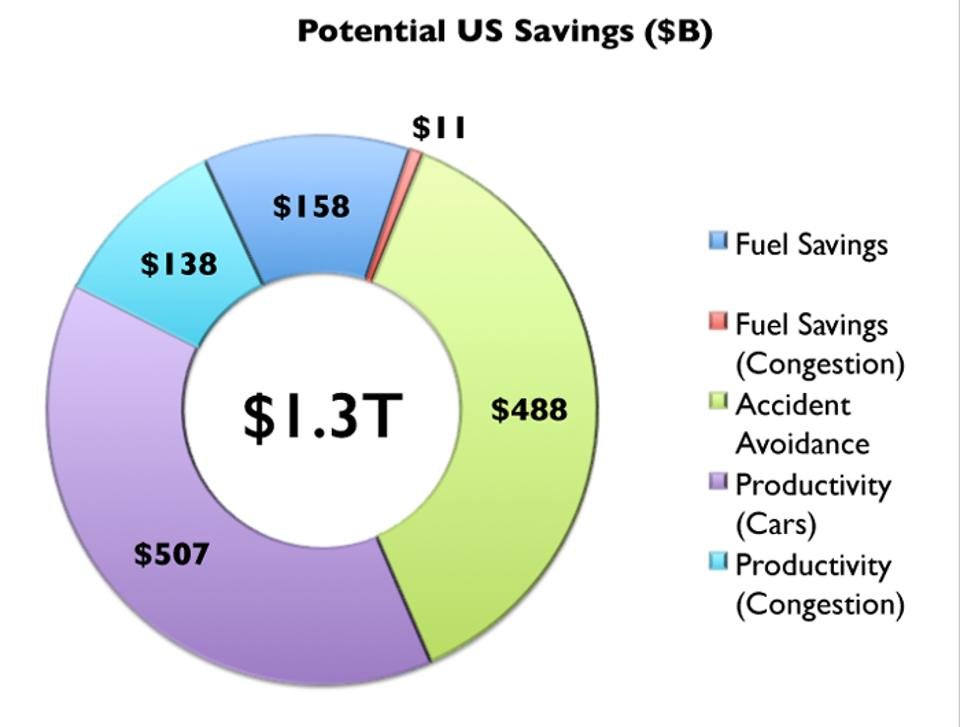 Potential US Savings ($B)
$11
$158
$138
$488
$1.3T
$507
Fuel Savings
Fuel Savings
(Congestion)
Accident
Avoidance
Productivity
(Cars)
Productivity
(Congestion)